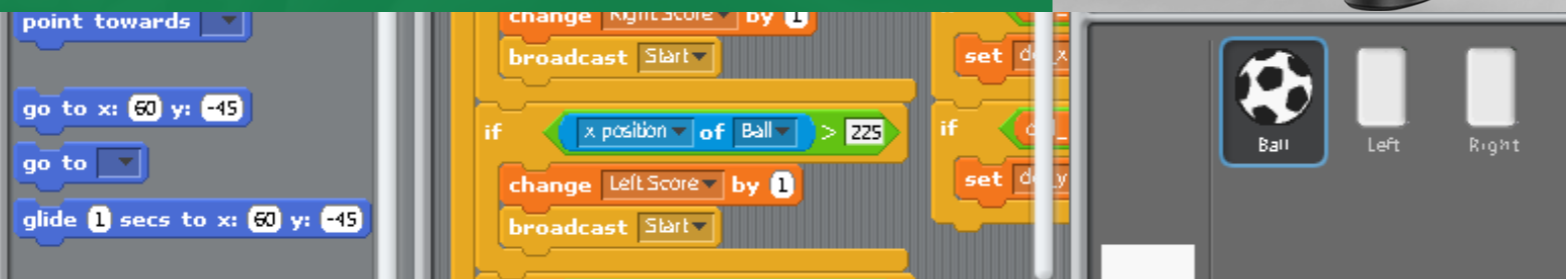 point towards
go to x: 60 y: -45
go to
glide 1 secs to x: 60 y: -45
change Right Score by 1
broadcast Start
if x position of Ball > 225
change Left Score by 1
broadcast Start
set
if
set
Ball
Left
Right